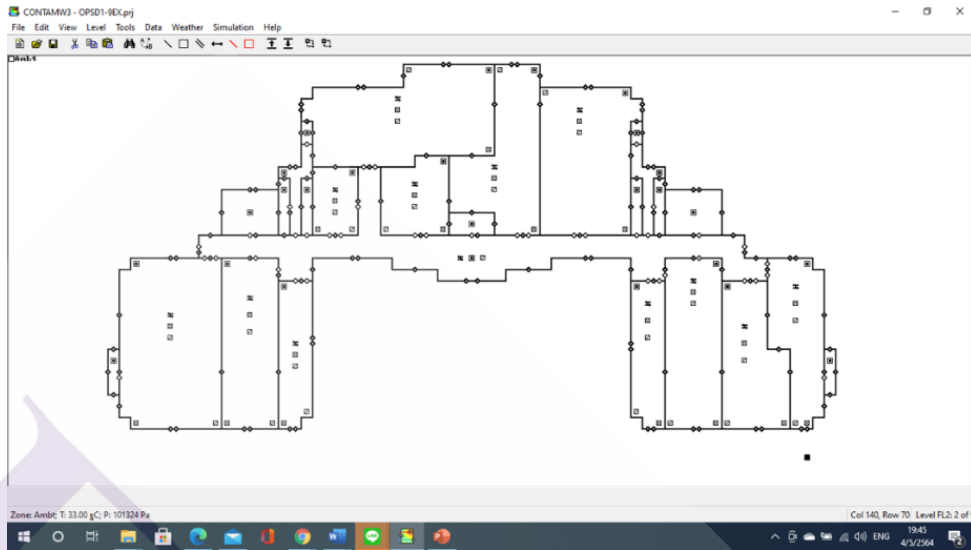 CONTAMW3 - OPSD1-9EX.prj
File Edit View Level Tools Data Weather Simulation Help
Ambt
Zone: Ambt; T: 33.00 gC; P: 101324 Pa
Col 140, Row 70 Level FL2: 2 of
ENG
19:45
4/5/2564